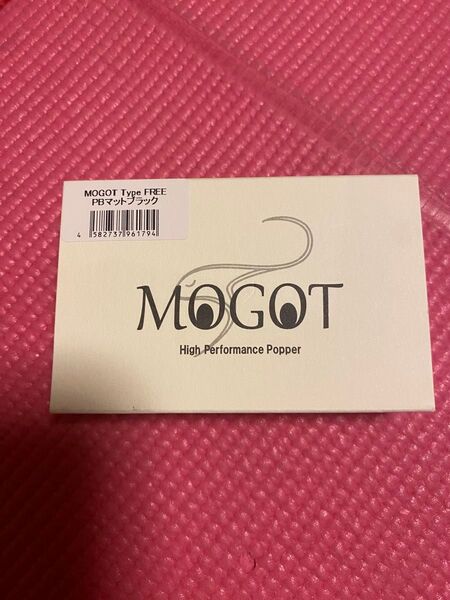 MOGOT Type FREE
PBマットブラック
4 582737 961794
MOGOT
High Performance Popper